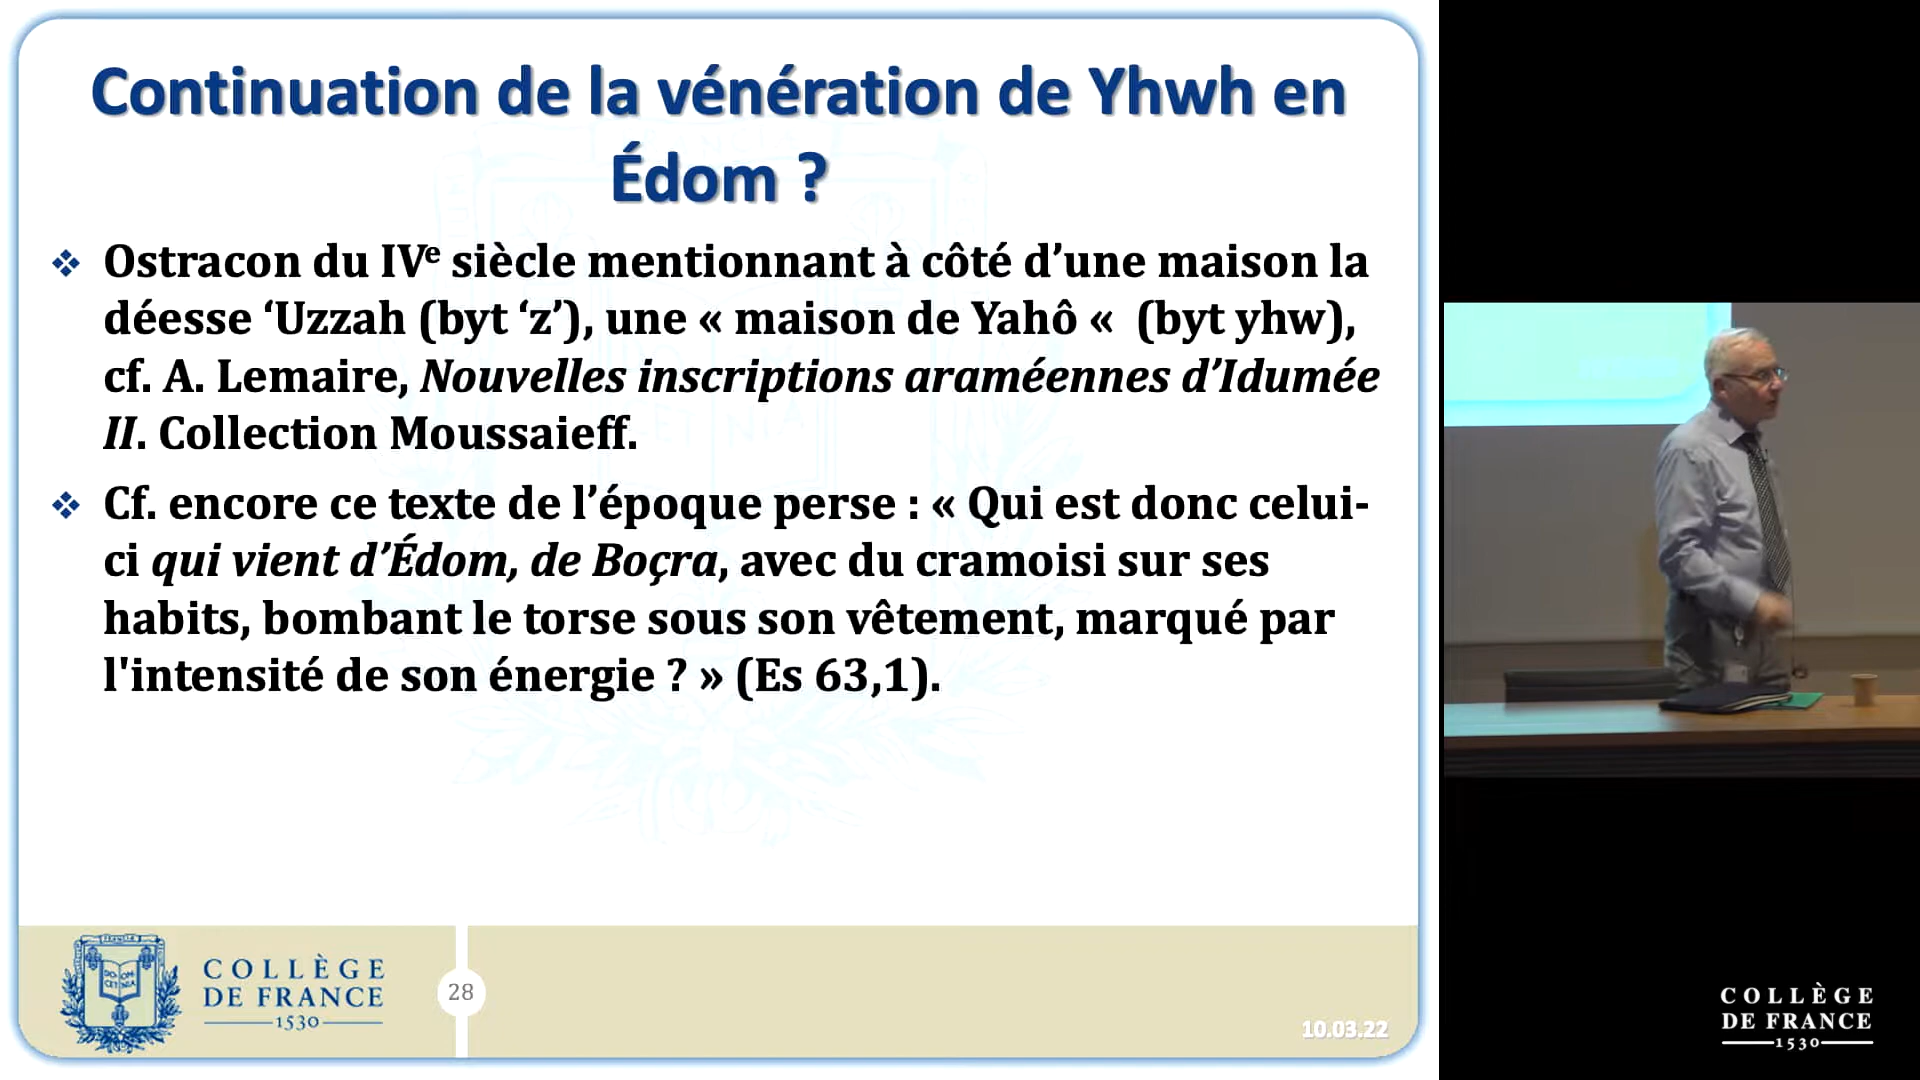 Continuation de la vénération de Yhwh en
Édom ?
❖ Ostracon du IVe siècle mentionnant à côté d’une maison la
déesse ‘Uzzah (byt ‘z’), une « maison de Yahô «  (byt yhw),
cf. A. Lemaire, Nouvelles inscriptions araméennes d’Idumée
II. Collection Moussaieff.
❖ Cf. encore ce texte de l’époque perse : « Qui est donc celui-
ci qui vient d’Édom, de Boçra, avec du cramoisi sur ses
habits, bombant le torse sous son vêtement, marqué par
l'intensité de son énergie ? » (Es 63,1).
COLLÈGE
DE FRANCE
1530
28
10.03.22
COLLÈGE
DE FRANCE
1530